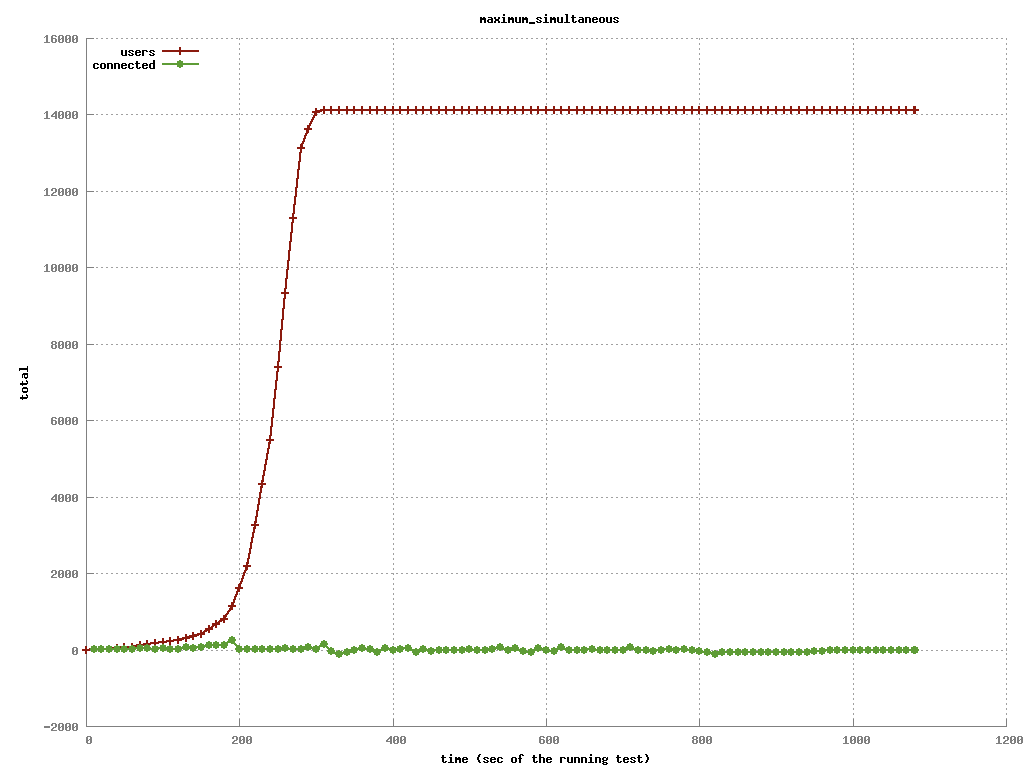 maximum_simultaneous
16000
users
connected
14000
12000
10000
8000
total
6000
4000
2000
0
-2000
0 200 400 600 800 1000 1200
time (sec of the running test)